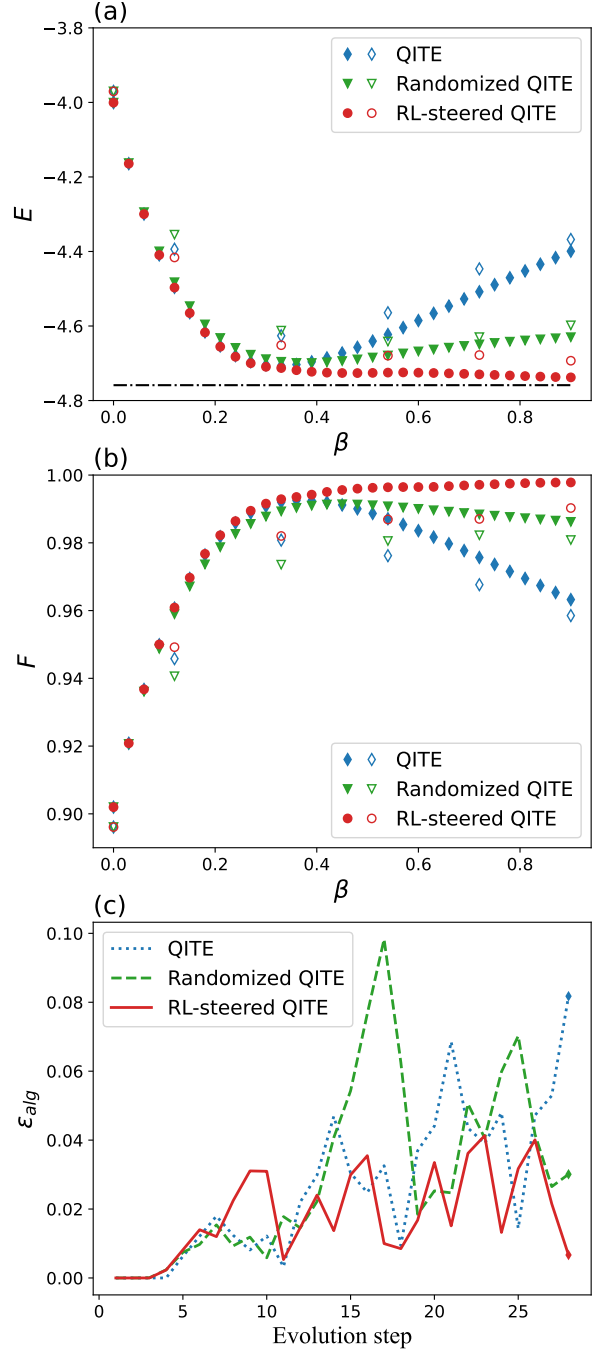 (a)
−3.8
−4.0
−4.2
−4.4
−4.6
−4.8
E
QITE
Randomized QITE
RL-steered QITE
0.0 0.2 0.4 0.6 0.8
β
(b)
1.00
0.98
0.96
0.94
0.92
0.90
F
QITE
Randomized QITE
RL-steered QITE
0.0 0.2 0.4 0.6 0.8
β
(c)
0.10
0.08
0.06
0.04
0.02
0.00
ε_alg
QITE
Randomized QITE
RL-steered QITE
0 5 10 15 20 25
Evolution step